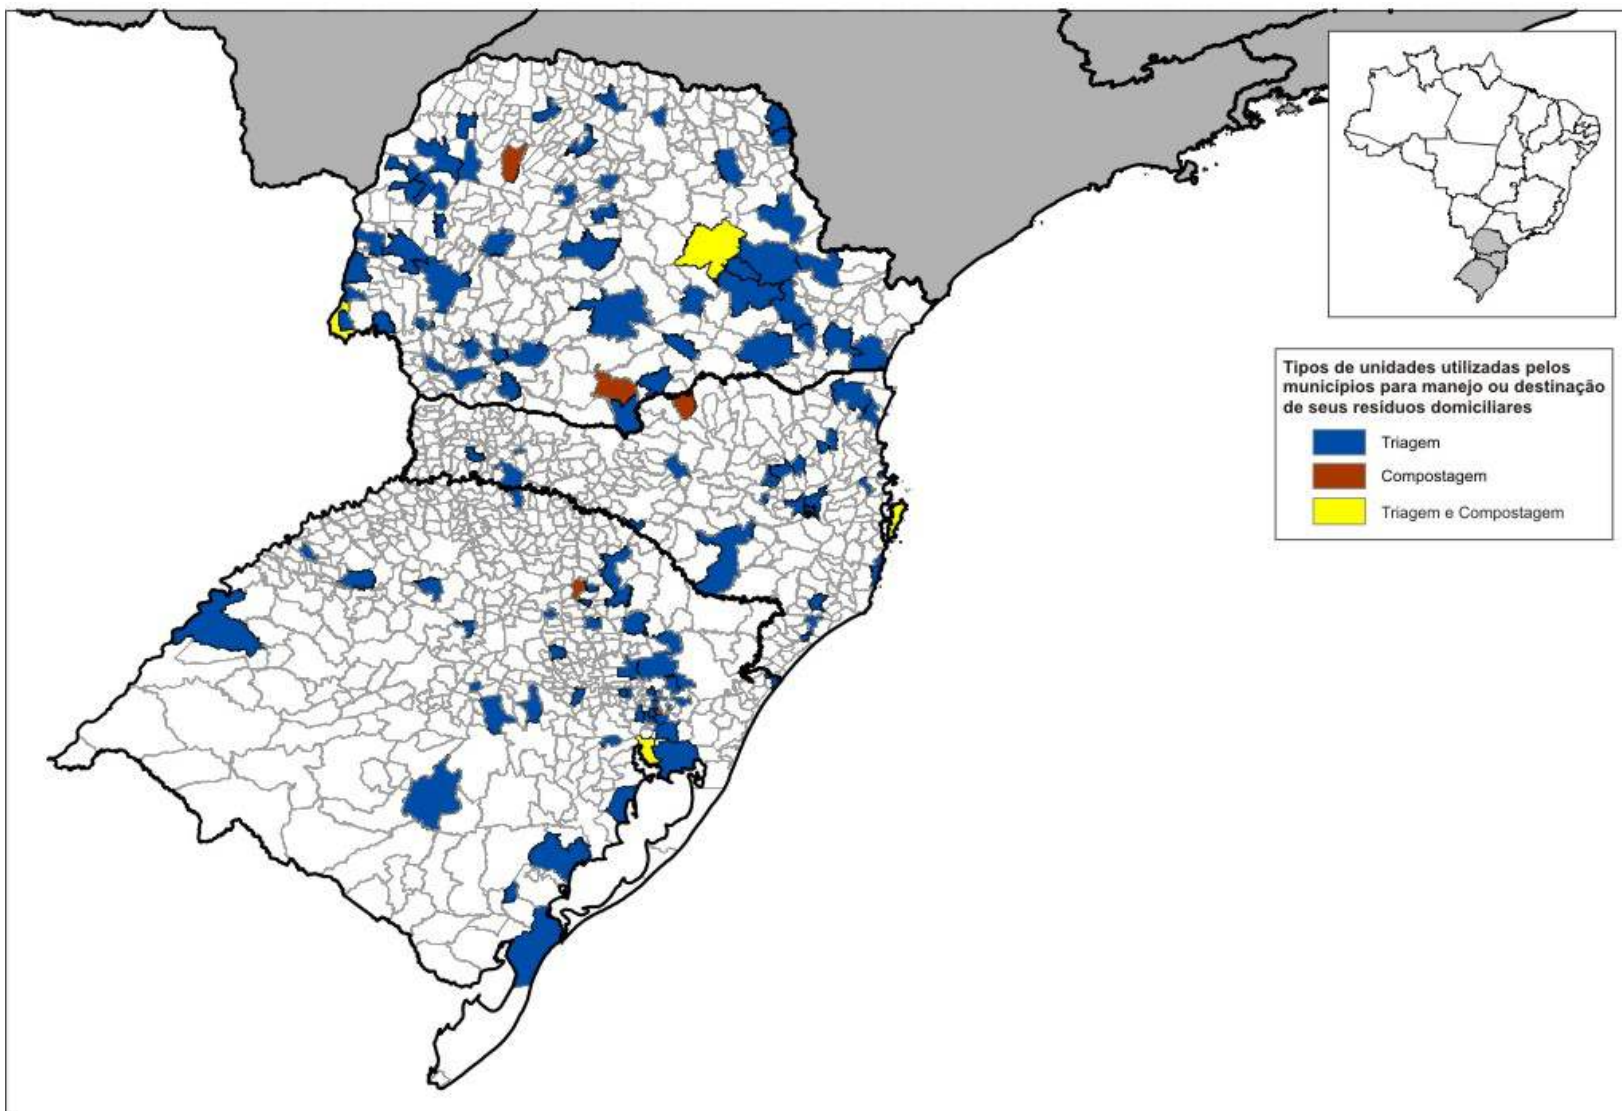 Tipos de unidades utilizadas pelos
municípios para manejo ou destinação
de seus resíduos domiciliares
Triagem
Compostagem
Triagem e Compostagem